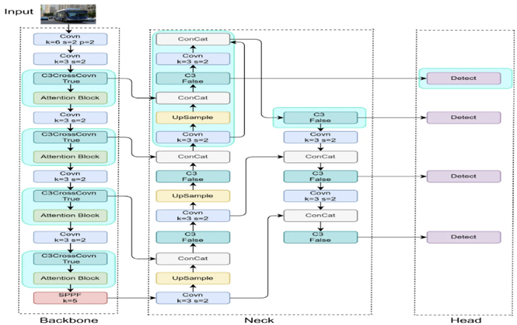 Input
Covn
k=6 s=2 p=2
Covn
k=3 s=2
C3CrossCovn
True
Attention Block
Covn
k=3 s=2
C3CrossCovn
True
Attention Block
Covn
k=3 s=2
C3CrossCovn
True
Attention Block
Covn
k=3 s=2
C3CrossCovn
True
Attention Block
SPPF
k=5
Backbone
ConCat
Covn
k=3 s=2
C3
False
ConCat
UpSample
Covn
k=3 s=2
ConCat
C3
False
UpSample
Covn
k=3 s=2
C3
False
ConCat
UpSample
Covn
k=3 s=2
C3
False
Covn
k=3 s=2
ConCat
C3
False
Covn
k=3 s=2
ConCat
C3
False
Neck
Detect
Detect
Detect
Detect
Head